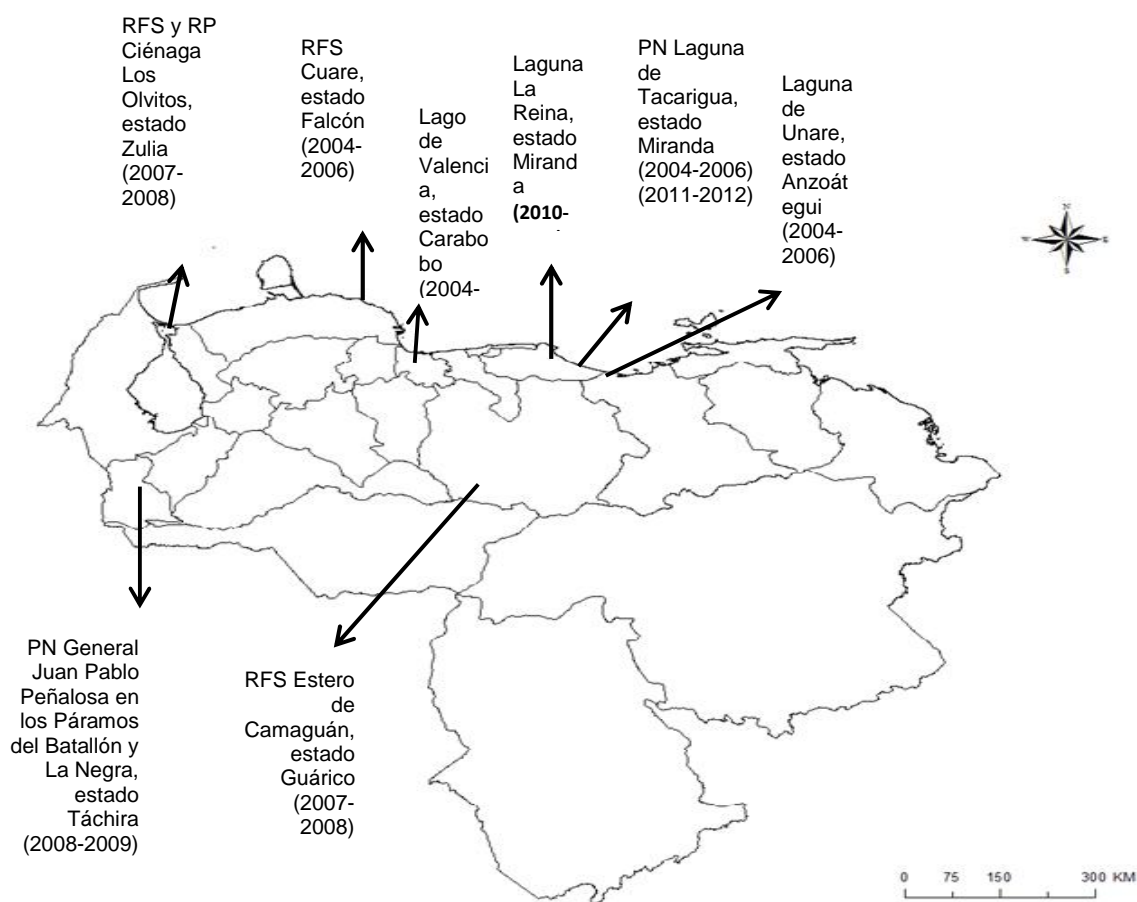 RFS y RP
Ciénaga
Los
Olvitos,
estado
Zulia
(2007-
2008)
RFS
Cuare,
estado
Falcón
(2004-
2006)
Lago
de
Valenci
a,
estado
Carabo
bo
(2004-
Laguna
La
Reina,
estado
Mirand
a
(2010-
PN Laguna
de
Tacarigua,
estado
Miranda
(2004-2006)
(2011-2012)
Laguna
de
Unare,
estado
Anzoát
egui
(2004-
2006)
N
E
S
PN General
Juan Pablo
Peñalosa en
los Páramos
del Batallón y
La Negra,
estado
Táchira
(2008-2009)
RFS Estero
de
Camaguán,
estado
Guárico
(2007-
2008)
0 75 150 300 KM